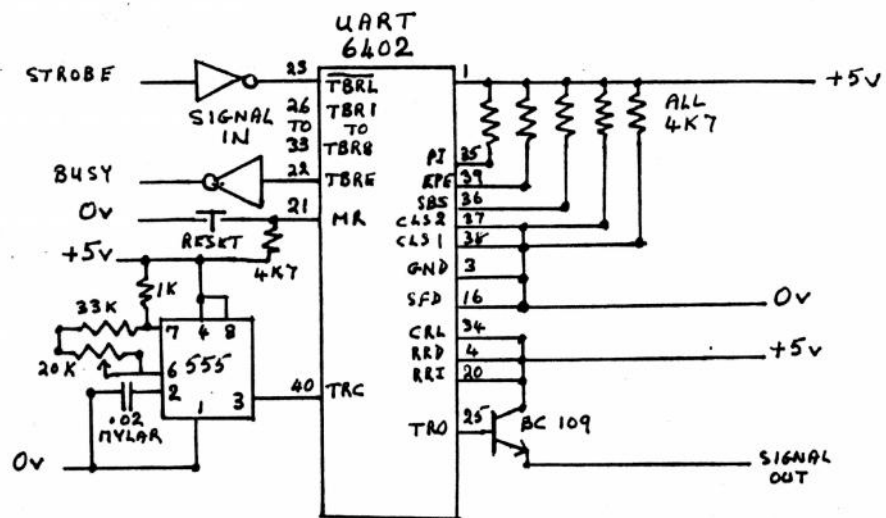 UART
6402
STROBE
23
TBRL
1
+5v
SIGNAL
IN
26
TO
33
TBR1
TO
TBR8
ALL
4K7
PI
35
EPE
39
SBS
36
CLS2
37
CLS1
38
BUSY
22
TBRE
0v
RESET
21
MR
4K7
+5v
GND
3
SFD
16
0v
1K
33K
20K
7
4
8
6
555
2
1
3
.02
MYLAR
0v
40
TRC
CRL
34
RRD
4
+5v
RRI
20
TRO
25
BC 109
SIGNAL
OUT